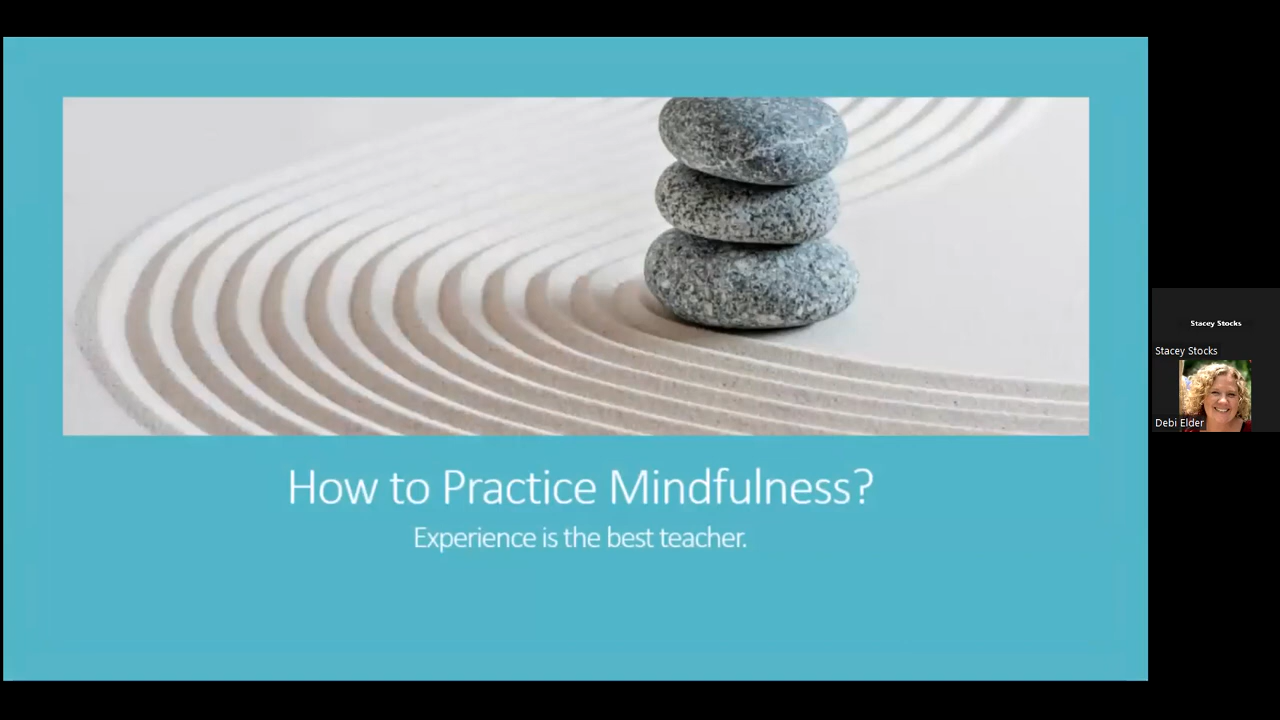 How to Practice Mindfulness?
Experience is the best teacher.
Stacey Stocks
Stacey Stocks
Debi Elder